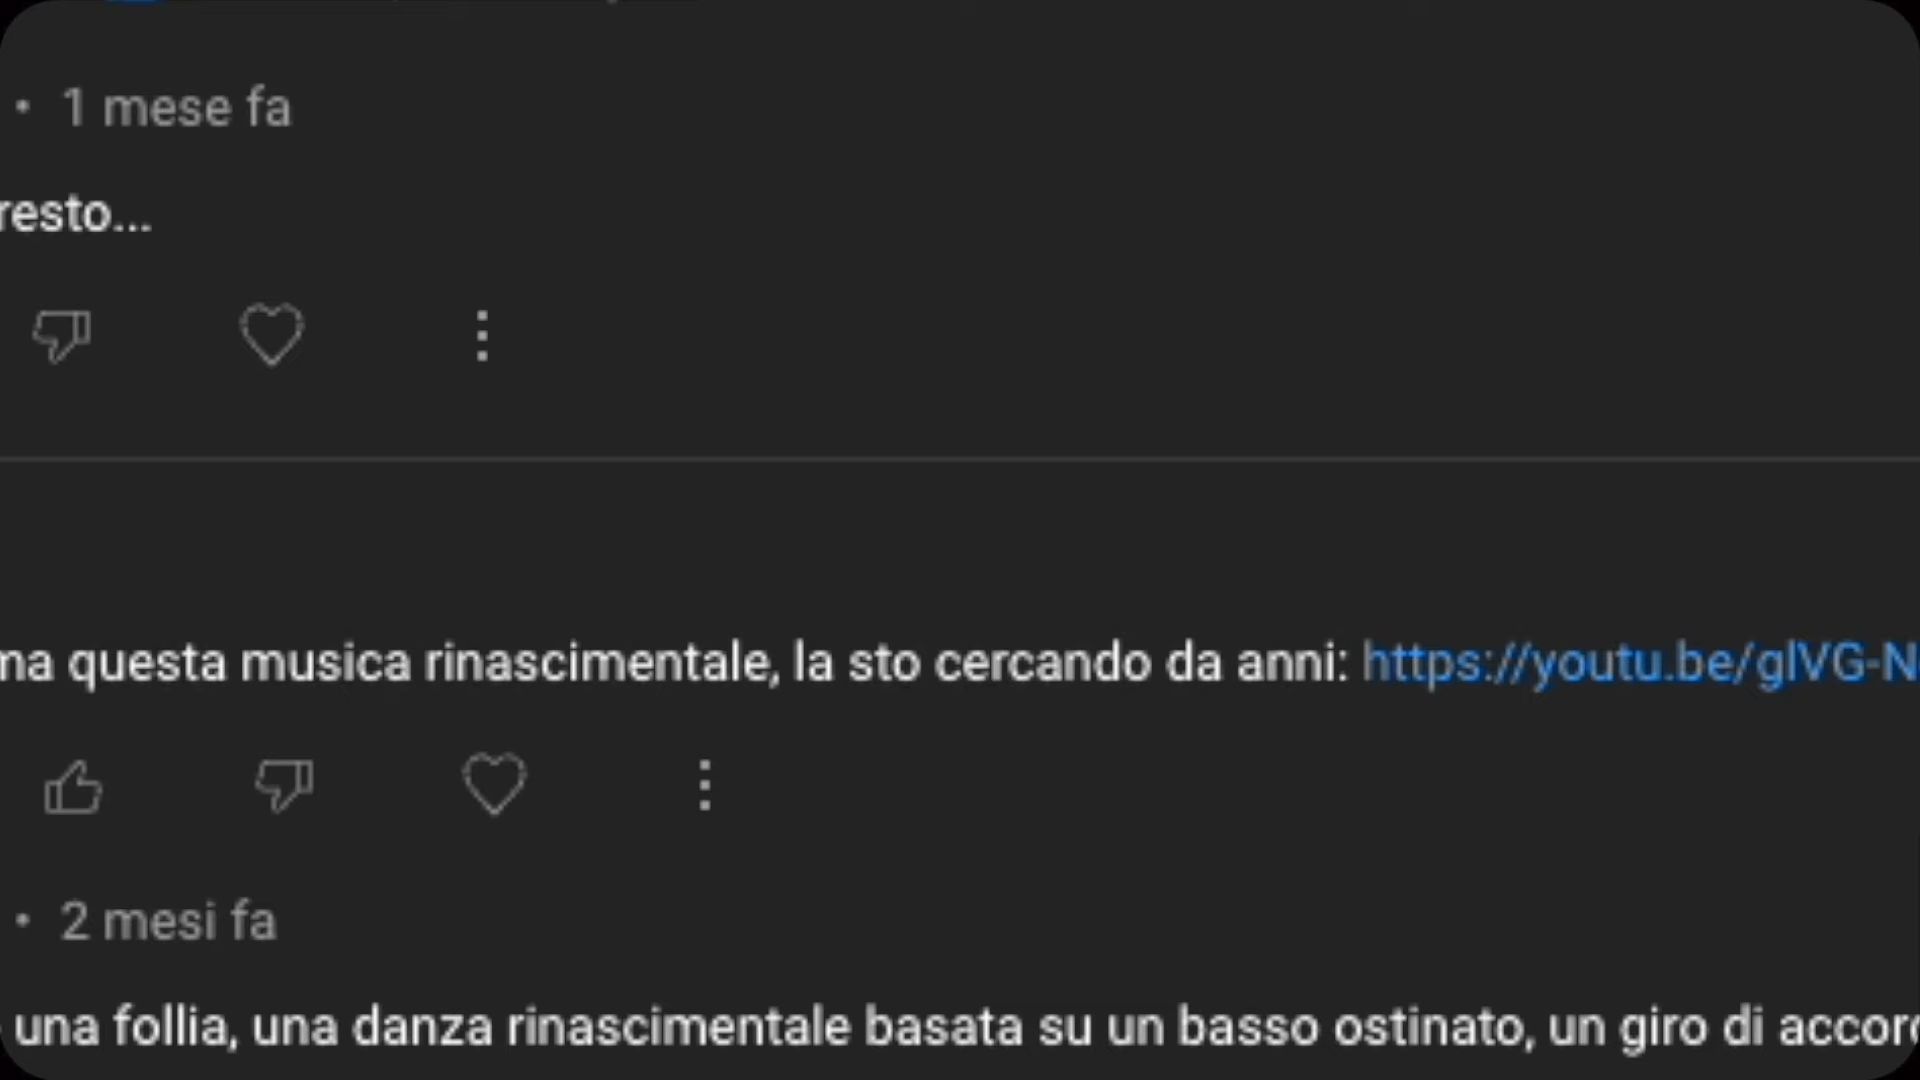 • 1 mese fa
resto...
ma questa musica rinascimentale, la sto cercando da anni: https://youtu.be/glVG-N
• 2 mesi fa
una follia, una danza rinascimentale basata su un basso ostinato, un giro di accor